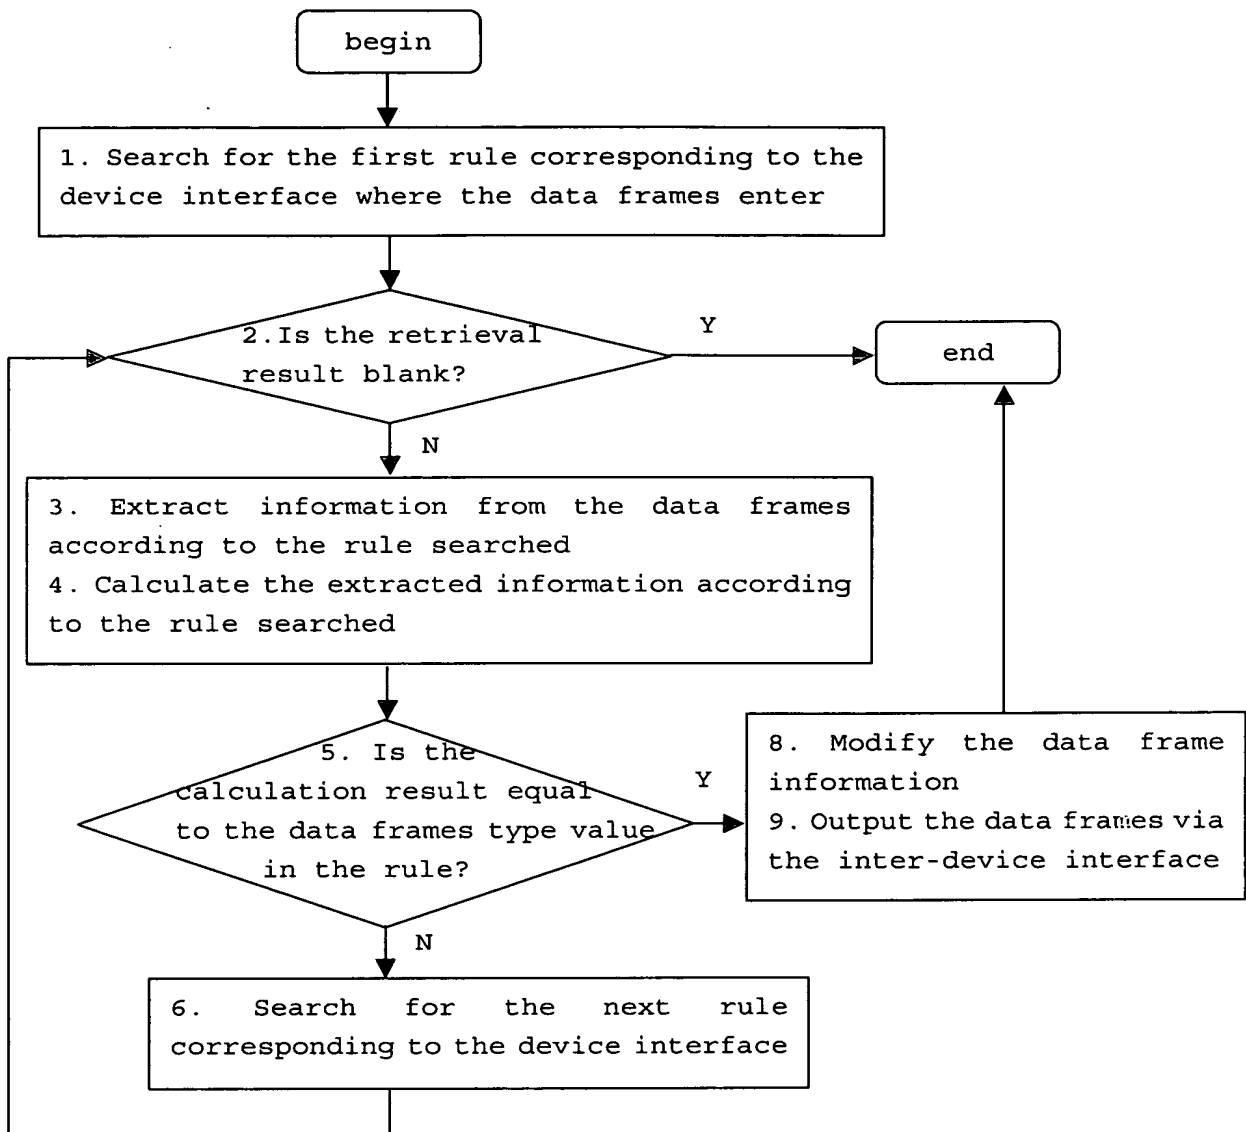 begin
1. Search for the first rule corresponding to the
device interface where the data frames enter
2.Is the retrieval
result blank?
Y
end
N
3. Extract information from the data frames
according to the rule searched
4. Calculate the extracted information according
to the rule searched
5. Is the
calculation result equal
to the data frames type value
in the rule?
Y
8. Modify the data frame
information
9. Output the data frames via
the inter-device interface
N
6. Search for the next rule
corresponding to the device interface